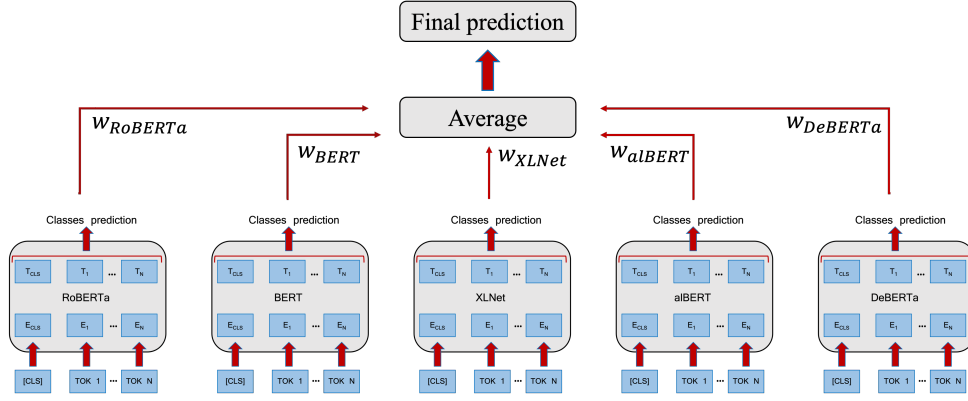 Final prediction
Average
w_RoBERTa
w_BERT
w_XLNet
w_alBERT
w_DeBERTa
Classes prediction
Classes prediction
Classes prediction
Classes prediction
Classes prediction
T_CLS T_1 ... T_N
T_CLS T_1 ... T_N
T_CLS T_1 ... T_N
T_CLS T_1 ... T_N
T_CLS T_1 ... T_N
RoBERTa
BERT
XLNet
alBERT
DeBERTa
E_CLS E_1 ... E_N
E_CLS E_1 ... E_N
E_CLS E_1 ... E_N
E_CLS E_1 ... E_N
E_CLS E_1 ... E_N
[CLS] TOK 1 ... TOK N
[CLS] TOK 1 ... TOK N
[CLS] TOK 1 ... TOK N
[CLS] TOK 1 ... TOK N
[CLS] TOK 1 ... TOK N